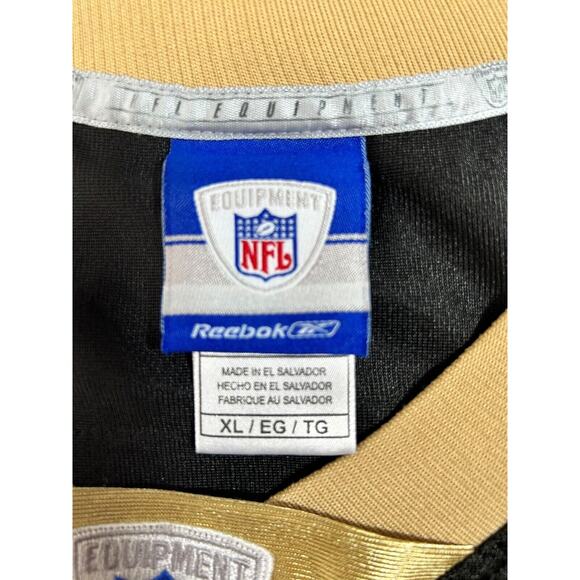 NFL EQUIPMENT
EQUIPMENT
NFL
Reebok
MADE IN EL SALVADOR
HECHO EN EL SALVADOR
FABRIQUE AU SALVADOR
XL / EG / TG
EQUIPMENT